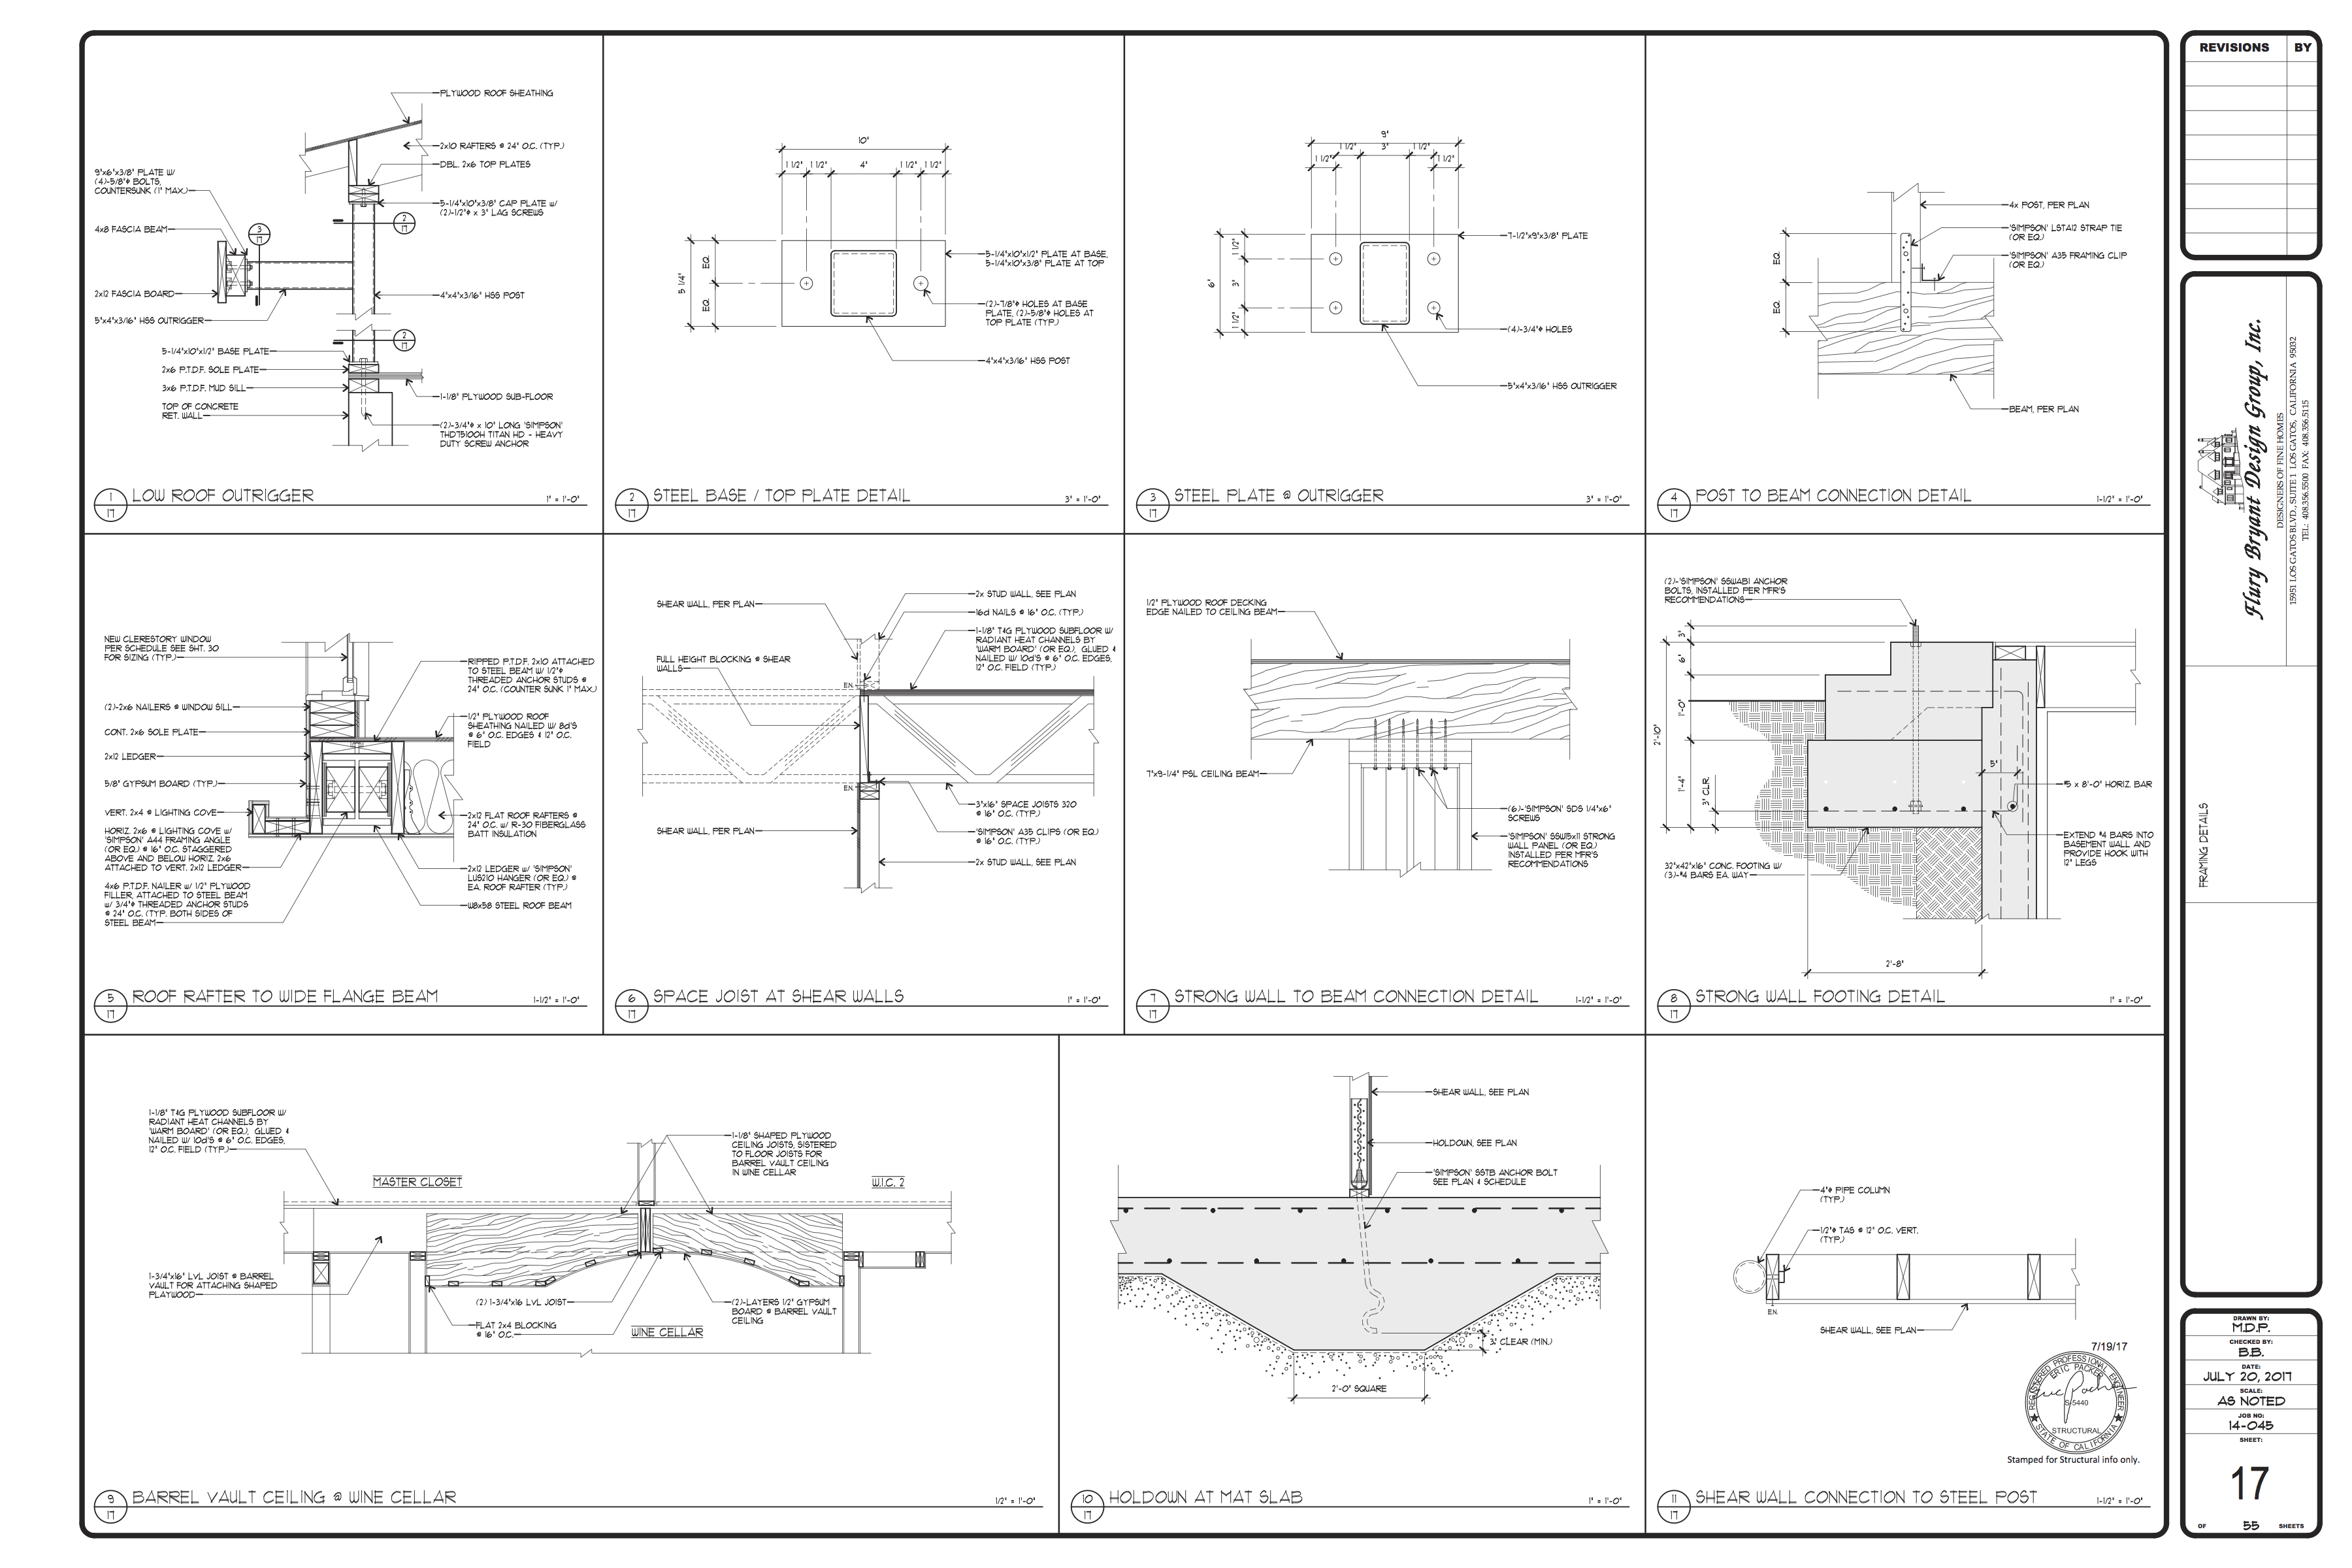 PLYWOOD ROOF SHEATHING
2x10 RAFTERS @ 24" O.C. (TYP.)
DBL. 2x6 TOP PLATES
9"x6"x3/8" PLATE W/
(4)-5/8"ϕ BOLTS,
COUNTERSUNK (1" MAX.)
5-1/4"x10"x3/8" CAP PLATE w/
(2)-1/2"ϕ x 3" LAG SCREWS
2
17
4x8 FASCIA BEAM
3
17
2x12 FASCIA BOARD
4"x4"x3/16" HSS POST
5"x4"x3/16" HSS OUTRIGGER
2
17
5-1/4"x10"x1/2" BASE PLATE
2x6 P.T.D.F. SOLE PLATE
3x6 P.T.D.F. MUD SILL
1-1/8" PLYWOOD SUB-FLOOR
TOP OF CONCRETE
RET. WALL
(2)-3/4"ϕ x 10" LONG 'SIMPSON'
THD75100H TITAN HD - HEAVY
DUTY SCREW ANCHOR
1
17
LOW ROOF OUTRIGGER
1" = 1'-0"
10"
1 1/2" 1 1/2" 4" 1 1/2" 1 1/2"
5 1/4"
EQ.
EQ.
5-1/4"x10"x1/2" PLATE AT BASE,
5-1/4"x10"x3/8" PLATE AT TOP
(2)-7/8"ϕ HOLES AT BASE
PLATE, (2)-5/8"ϕ HOLES AT
TOP PLATE (TYP.)
4"x4"x3/16" HSS POST
2
17
STEEL BASE / TOP PLATE DETAIL
3" = 1'-0"
9"
1 1/2" 1 1/2" 3" 1 1/2" 1 1/2"
6"
1 1/2"
3"
1 1/2"
7-1/2"x9"x3/8" PLATE
(4)-3/4"ϕ HOLES
5"x4"x3/16" HSS OUTRIGGER
3
17
STEEL PLATE @ OUTRIGGER
3" = 1'-0"
4x POST, PER PLAN
'SIMPSON' LSTA12 STRAP TIE
(OR EQ.)
'SIMPSON' A35 FRAMING CLIP
(OR EQ.)
EQ.
EQ.
BEAM, PER PLAN
4
17
POST TO BEAM CONNECTION DETAIL
1-1/2" = 1'-0"
NEW CLERESTORY WINDOW
PER SCHEDULE SEE SHT. 30
FOR SIZING (TYP.)
(2)-2x6 NAILERS @ WINDOW SILL
CONT. 2x6 SOLE PLATE
2x12 LEDGER
5/8" GYPSUM BOARD (TYP.)
VERT. 2x4 @ LIGHTING COVE
HORIZ. 2x6 @ LIGHTING COVE w/
'SIMPSON' A44 FRAMING ANGLE
(OR EQ.) @ 16" O.C. STAGGERED
ABOVE AND BELOW HORIZ. 2x6
ATTACHED TO VERT. 2x12 LEDGER
4x6 P.T.D.F. NAILER w/ 1/2" PLYWOOD
FILLER, ATTACHED TO STEEL BEAM
w/ 3/4"ϕ THREADED ANCHOR STUDS
@ 24" O.C. (TYP. BOTH SIDES OF
STEEL BEAM
RIPPED P.T.D.F. 2x10 ATTACHED
TO STEEL BEAM w/ 1/2"ϕ
THREADED ANCHOR STUDS @
24" O.C. (COUNTER SUNK 1" MAX.)
1/2" PLYWOOD ROOF
SHEATHING NAILED w/ 8d'S
@ 6" O.C. EDGES & 12" O.C.
FIELD
2x12 FLAT ROOF RAFTERS @
24" O.C. w/ R-30 FIBERGLASS
BATT INSULATION
2x12 LEDGER w/ 'SIMPSON'
LUS210 HANGER (OR EQ.) @
EA. ROOF RAFTER (TYP.)
W8x58 STEEL ROOF BEAM
5
17
ROOF RAFTER TO WIDE FLANGE BEAM
1-1/2" = 1'-0"
SHEAR WALL, PER PLAN
FULL HEIGHT BLOCKING @ SHEAR
WALLS
E.N.
E.N.
SHEAR WALL, PER PLAN
2x STUD WALL, SEE PLAN
16d NAILS @ 16" O.C. (TYP.)
1-1/8" T&G PLYWOOD SUBFLOOR W/
RADIANT HEAT CHANNELS BY
'WARM BOARD' (OR EQ.), GLUED &
NAILED W/ 10d'S @ 6" O.C. EDGES,
12" O.C. FIELD (TYP.)
3"x16" SPACE JOISTS 320
@ 16" O.C. (TYP.)
'SIMPSON' A35 CLIPS (OR EQ.)
@ 16" O.C. (TYP.)
2x STUD WALL, SEE PLAN
6
17
SPACE JOIST AT SHEAR WALLS
1" = 1'-0"
1/2" PLYWOOD ROOF DECKING
EDGE NAILED TO CEILING BEAM
7"x9-1/4" PSL CEILING BEAM
(6)-'SIMPSON' SDS 1/4"x6"
SCREWS
'SIMPSON' SSW15x11 STRONG
WALL PANEL (OR EQ.)
INSTALLED PER MFR'S
RECOMMENDATIONS
7
17
STRONG WALL TO BEAM CONNECTION DETAIL
1-1/2" = 1'-0"
(2)-'SIMPSON' SSWAB1 ANCHOR
BOLTS, INSTALLED PER MFR'S
RECOMMENDATIONS
3"
6"
1'-0"
2'-10"
1'-4"
3" CLR.
5"
#5 x 8'-0" HORIZ. BAR
EXTEND #4 BARS INTO
BASEMENT WALL AND
PROVIDE HOOK WITH
12" LEGS
32"x42"x16" CONC. FOOTING w/
(3)-#4 BARS EA. WAY
2'-8"
8
17
STRONG WALL FOOTING DETAIL
1" = 1'-0"
1-1/8" T&G PLYWOOD SUBFLOOR W/
RADIANT HEAT CHANNELS BY
'WARM BOARD' (OR EQ.), GLUED &
NAILED W/ 10d'S @ 6" O.C. EDGES,
12" O.C. FIELD (TYP.)
MASTER CLOSET
1-1/8" SHAPED PLYWOOD
CEILING JOISTS, SISTERED
TO FLOOR JOISTS FOR
BARREL VAULT CEILING
IN WINE CELLAR
W.I.C. 2
1-3/4"x16" LVL JOIST @ BARREL
VAULT FOR ATTACHING SHAPED
PLAYWOOD
(2) 1-3/4"x16 LVL JOIST
FLAT 2x4 BLOCKING
@ 16" O.C.
WINE CELLAR
(2)-LAYERS 1/2" GYPSUM
BOARD @ BARREL VAULT
CEILING
9
17
BARREL VAULT CEILING @ WINE CELLAR
1/2" = 1'-0"
SHEAR WALL, SEE PLAN
HOLDOWN, SEE PLAN
'SIMPSON' SSTB ANCHOR BOLT
SEE PLAN & SCHEDULE
3" CLEAR (MIN.)
2'-0" SQUARE
10
17
HOLDOWN AT MAT SLAB
1" = 1'-0"
4"ϕ PIPE COLUMN
(TYP.)
1/2"ϕ TAS @ 12" O.C. VERT.
(TYP.)
E.N.
SHEAR WALL, SEE PLAN
7/19/17
REGISTERED PROFESSIONAL ENGINEER
ERIC PACKER
S-5440
STRUCTURAL
STATE OF CALIFORNIA
Stamped for Structural info only.
11
17
SHEAR WALL CONNECTION TO STEEL POST
1-1/2" = 1'-0"
REVISIONS BY
Flury Bryant Design Group, Inc.
DESIGNERS OF FINE HOMES
15951 LOS GATOS BLVD., SUITE 1 LOS GATOS, CALIFORNIA 95032
TEL: 408.356.5500 FAX: 408.356.5115
FRAMING DETAILS
DRAWN BY:
M.D.P.
CHECKED BY:
B.B.
DATE:
JULY 20, 2017
SCALE:
AS NOTED
JOB NO:
14-045
SHEET:
17
OF 55 SHEETS